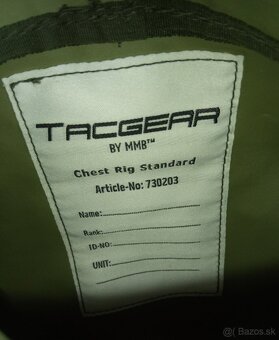 TACGEAR
BY MMB™
Chest Rig Standard
Article-No: 730203
Name:
Rank:
ID-NO:
UNIT:
Bazos.sk